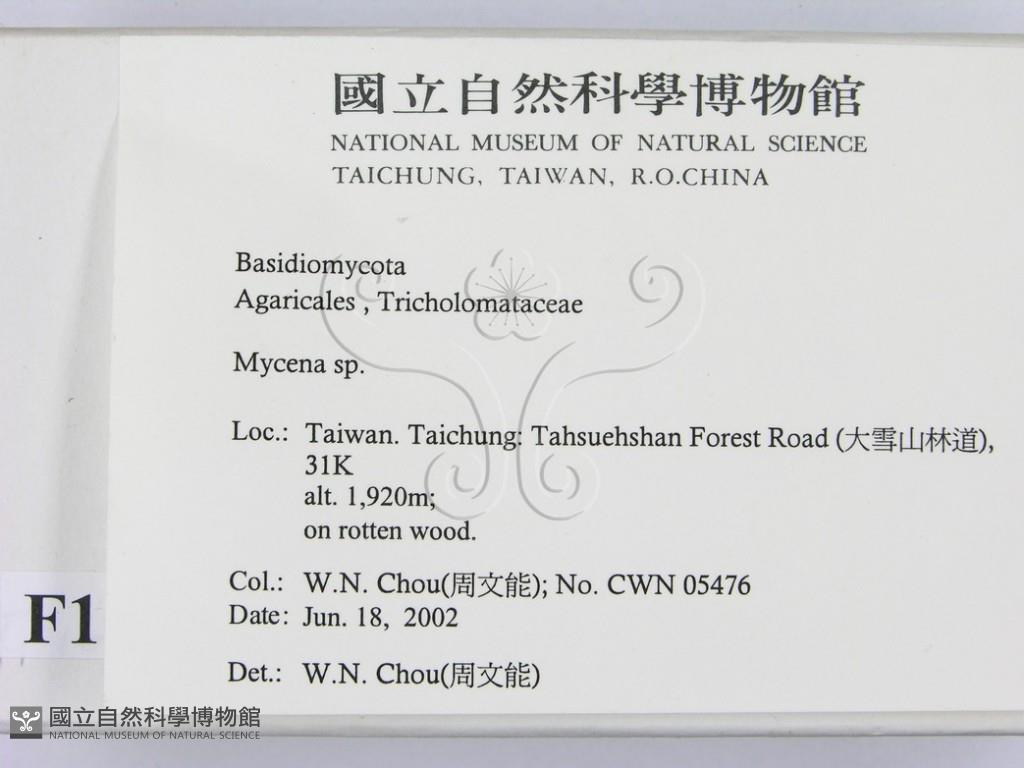 國立自然科學博物館
NATIONAL MUSEUM OF NATURAL SCIENCE
TAICHUNG, TAIWAN, R.O.CHINA
Basidiomycota
Agaricales , Tricholomataceae
Mycena sp.
Loc.: Taiwan. Taichung: Tahsuehshan Forest Road (大雪山林道),
31K
alt. 1,920m;
on rotten wood.
Col.: W.N. Chou(周文能); No. CWN 05476
Date: Jun. 18, 2002
Det.: W.N. Chou(周文能)
F1
國立自然科學博物館
NATIONAL MUSEUM OF NATURAL SCIENCE